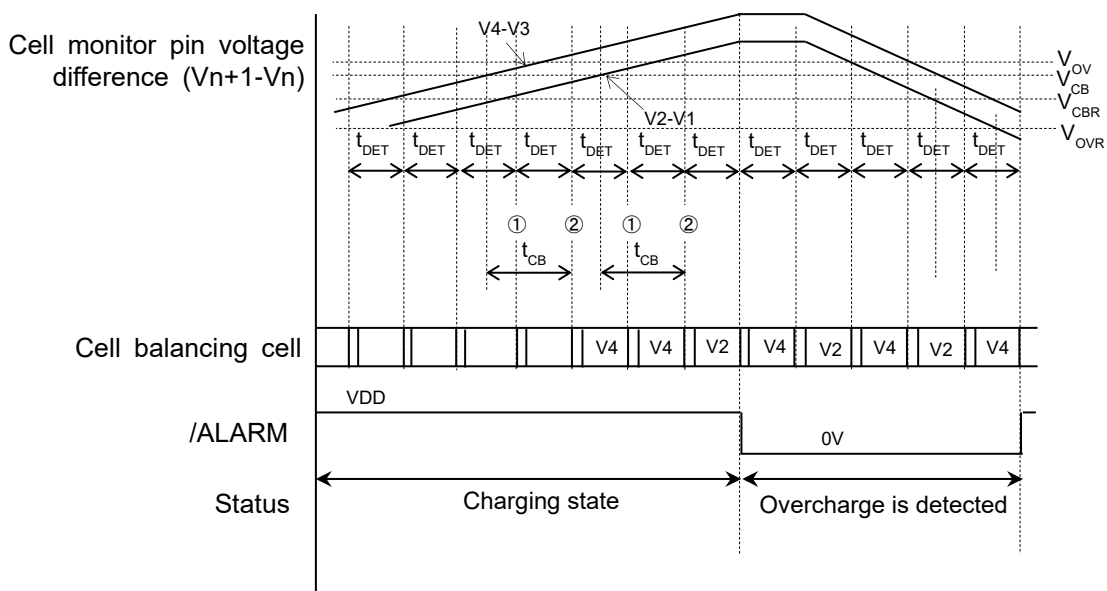 Cell monitor pin voltage
difference (Vn+1-Vn)
V4-V3
V2-V1
VOV
VCB
VCBR
VOVR
tDET tDET tDET tDET tDET tDET tDET tDET tDET tDET tDET tDET
① ② ① ②
tCB tCB
Cell balancing cell
V4 V4 V2 V4 V2 V4 V2 V4
VDD
/ALARM
0V
Status
Charging state
Overcharge is detected